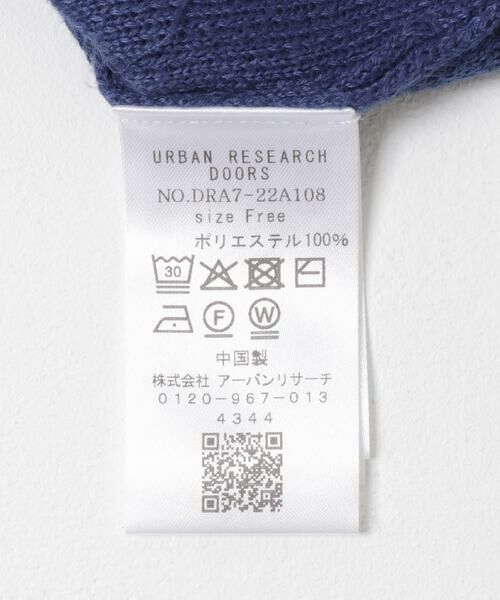 URBAN RESEARCH
DOORS
NO.DRA7-22A108
size Free
ポリエステル100%
30
F W
中国製
株式会社 アーバンリサーチ
0120-967-013
4344